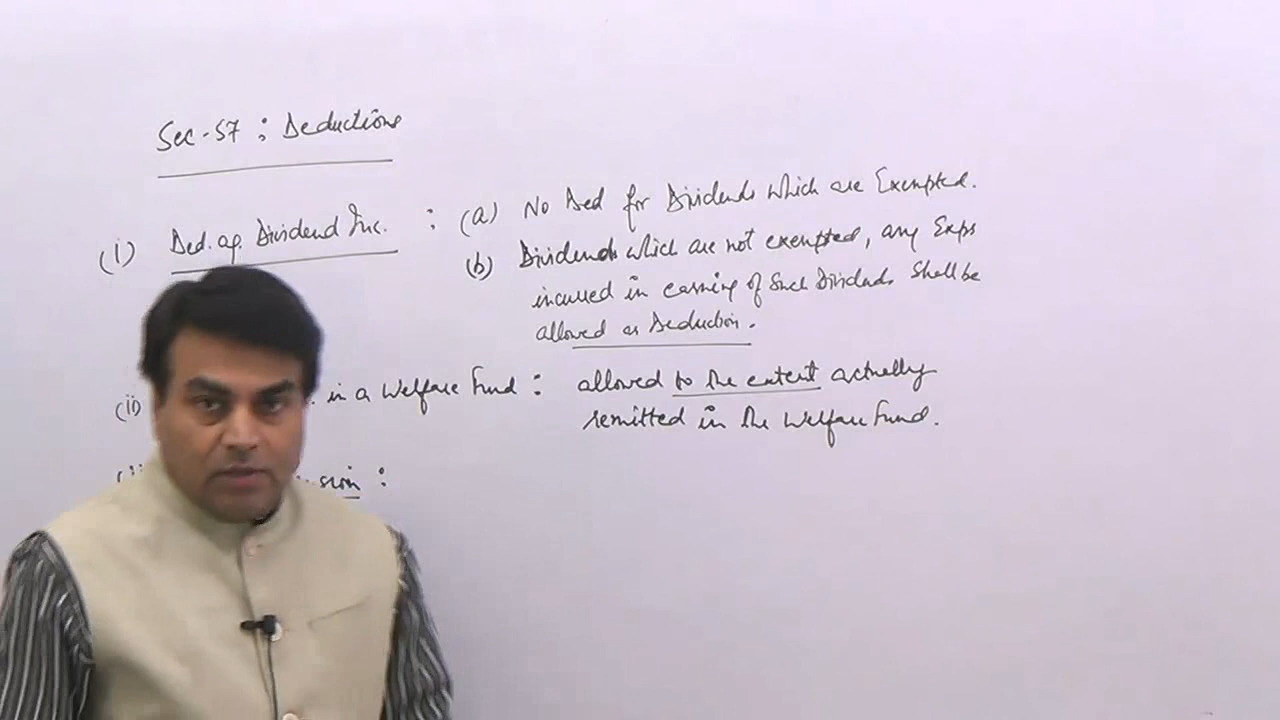 Sec-57 : Deductions
(i) Ded. ag. Dividend Inc. : (a) No Ded for Dividends which are Exempted.
(b) Dividends which are not exempted, any Exps
incurred in earning of Such Dividends Shall be
allowed as Deduction.
(ii) in a Welfare Fund : allowed to the extent actually
remitted in the Welfare Fund.